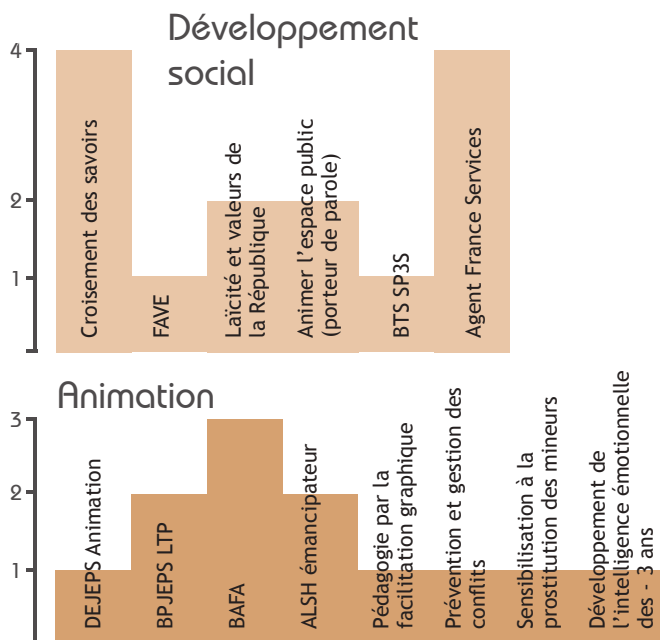 Développement
social
4
2
1
Croisement des savoirs
FAVE
Laïcité et valeurs de
la République
Animer l'espace public
(porteur de parole)
BTS SP3S
Agent France Services
Animation
3
2
1
DEJEPS Animation
BPJEPS LTP
BAFA
ALSH émancipateur
Pédagogie par la
facilitation graphique
Prévention et gestion des
conflits
Sensibilisation à la
prostitution des mineurs
Développement de
l'intelligence émotionnelle
des - 3 ans